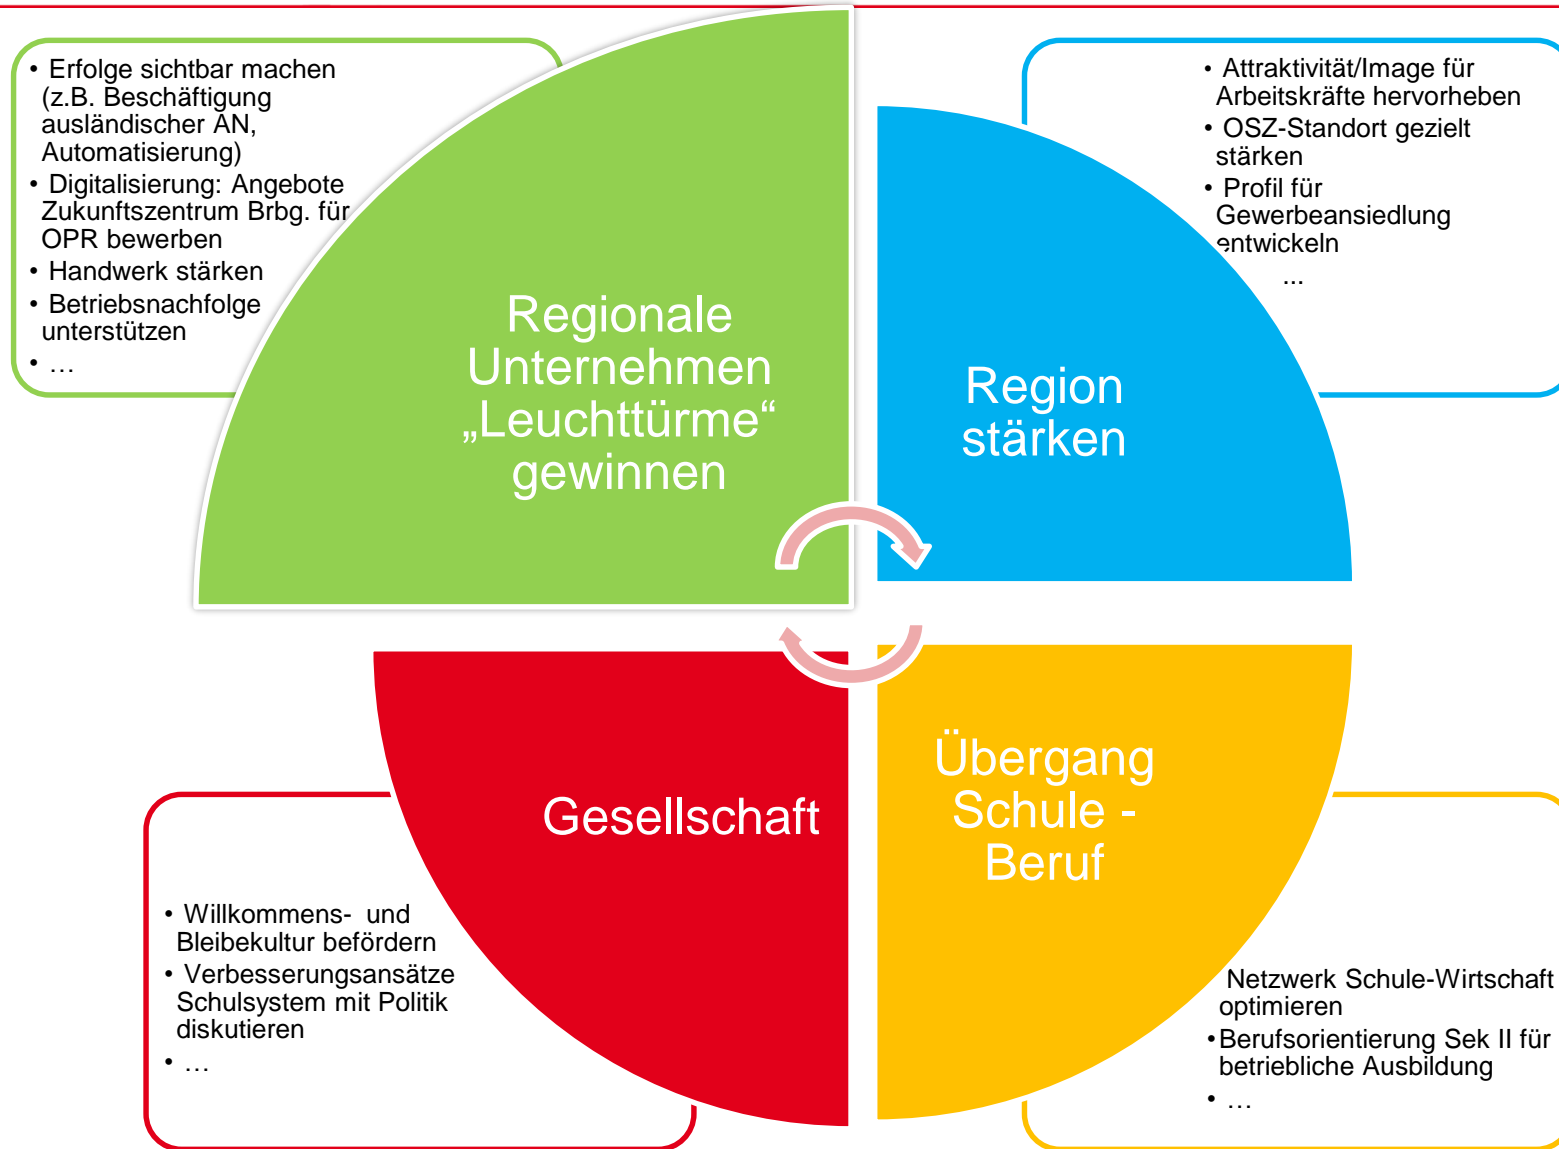 • Erfolge sichtbar machen
(z.B. Beschäftigung
ausländischer AN,
Automatisierung)
• Digitalisierung: Angebote
Zukunftszentrum Brbg. für
OPR bewerben
• Handwerk stärken
• Betriebsnachfolge
unterstützen
• …
Regionale
Unternehmen
„Leuchttürme“
gewinnen
• Attraktivität/Image für
Arbeitskräfte hervorheben
• OSZ-Standort gezielt
stärken
• Profil für
Gewerbeansiedlung
entwickeln
...
Region
stärken
Gesellschaft
• Willkommens- und
Bleibekultur befördern
• Verbesserungsansätze
Schulsystem mit Politik
diskutieren
• …
Übergang
Schule -
Beruf
Netzwerk Schule-Wirtschaft
optimieren
• Berufsorientierung Sek II für
betriebliche Ausbildung
• …